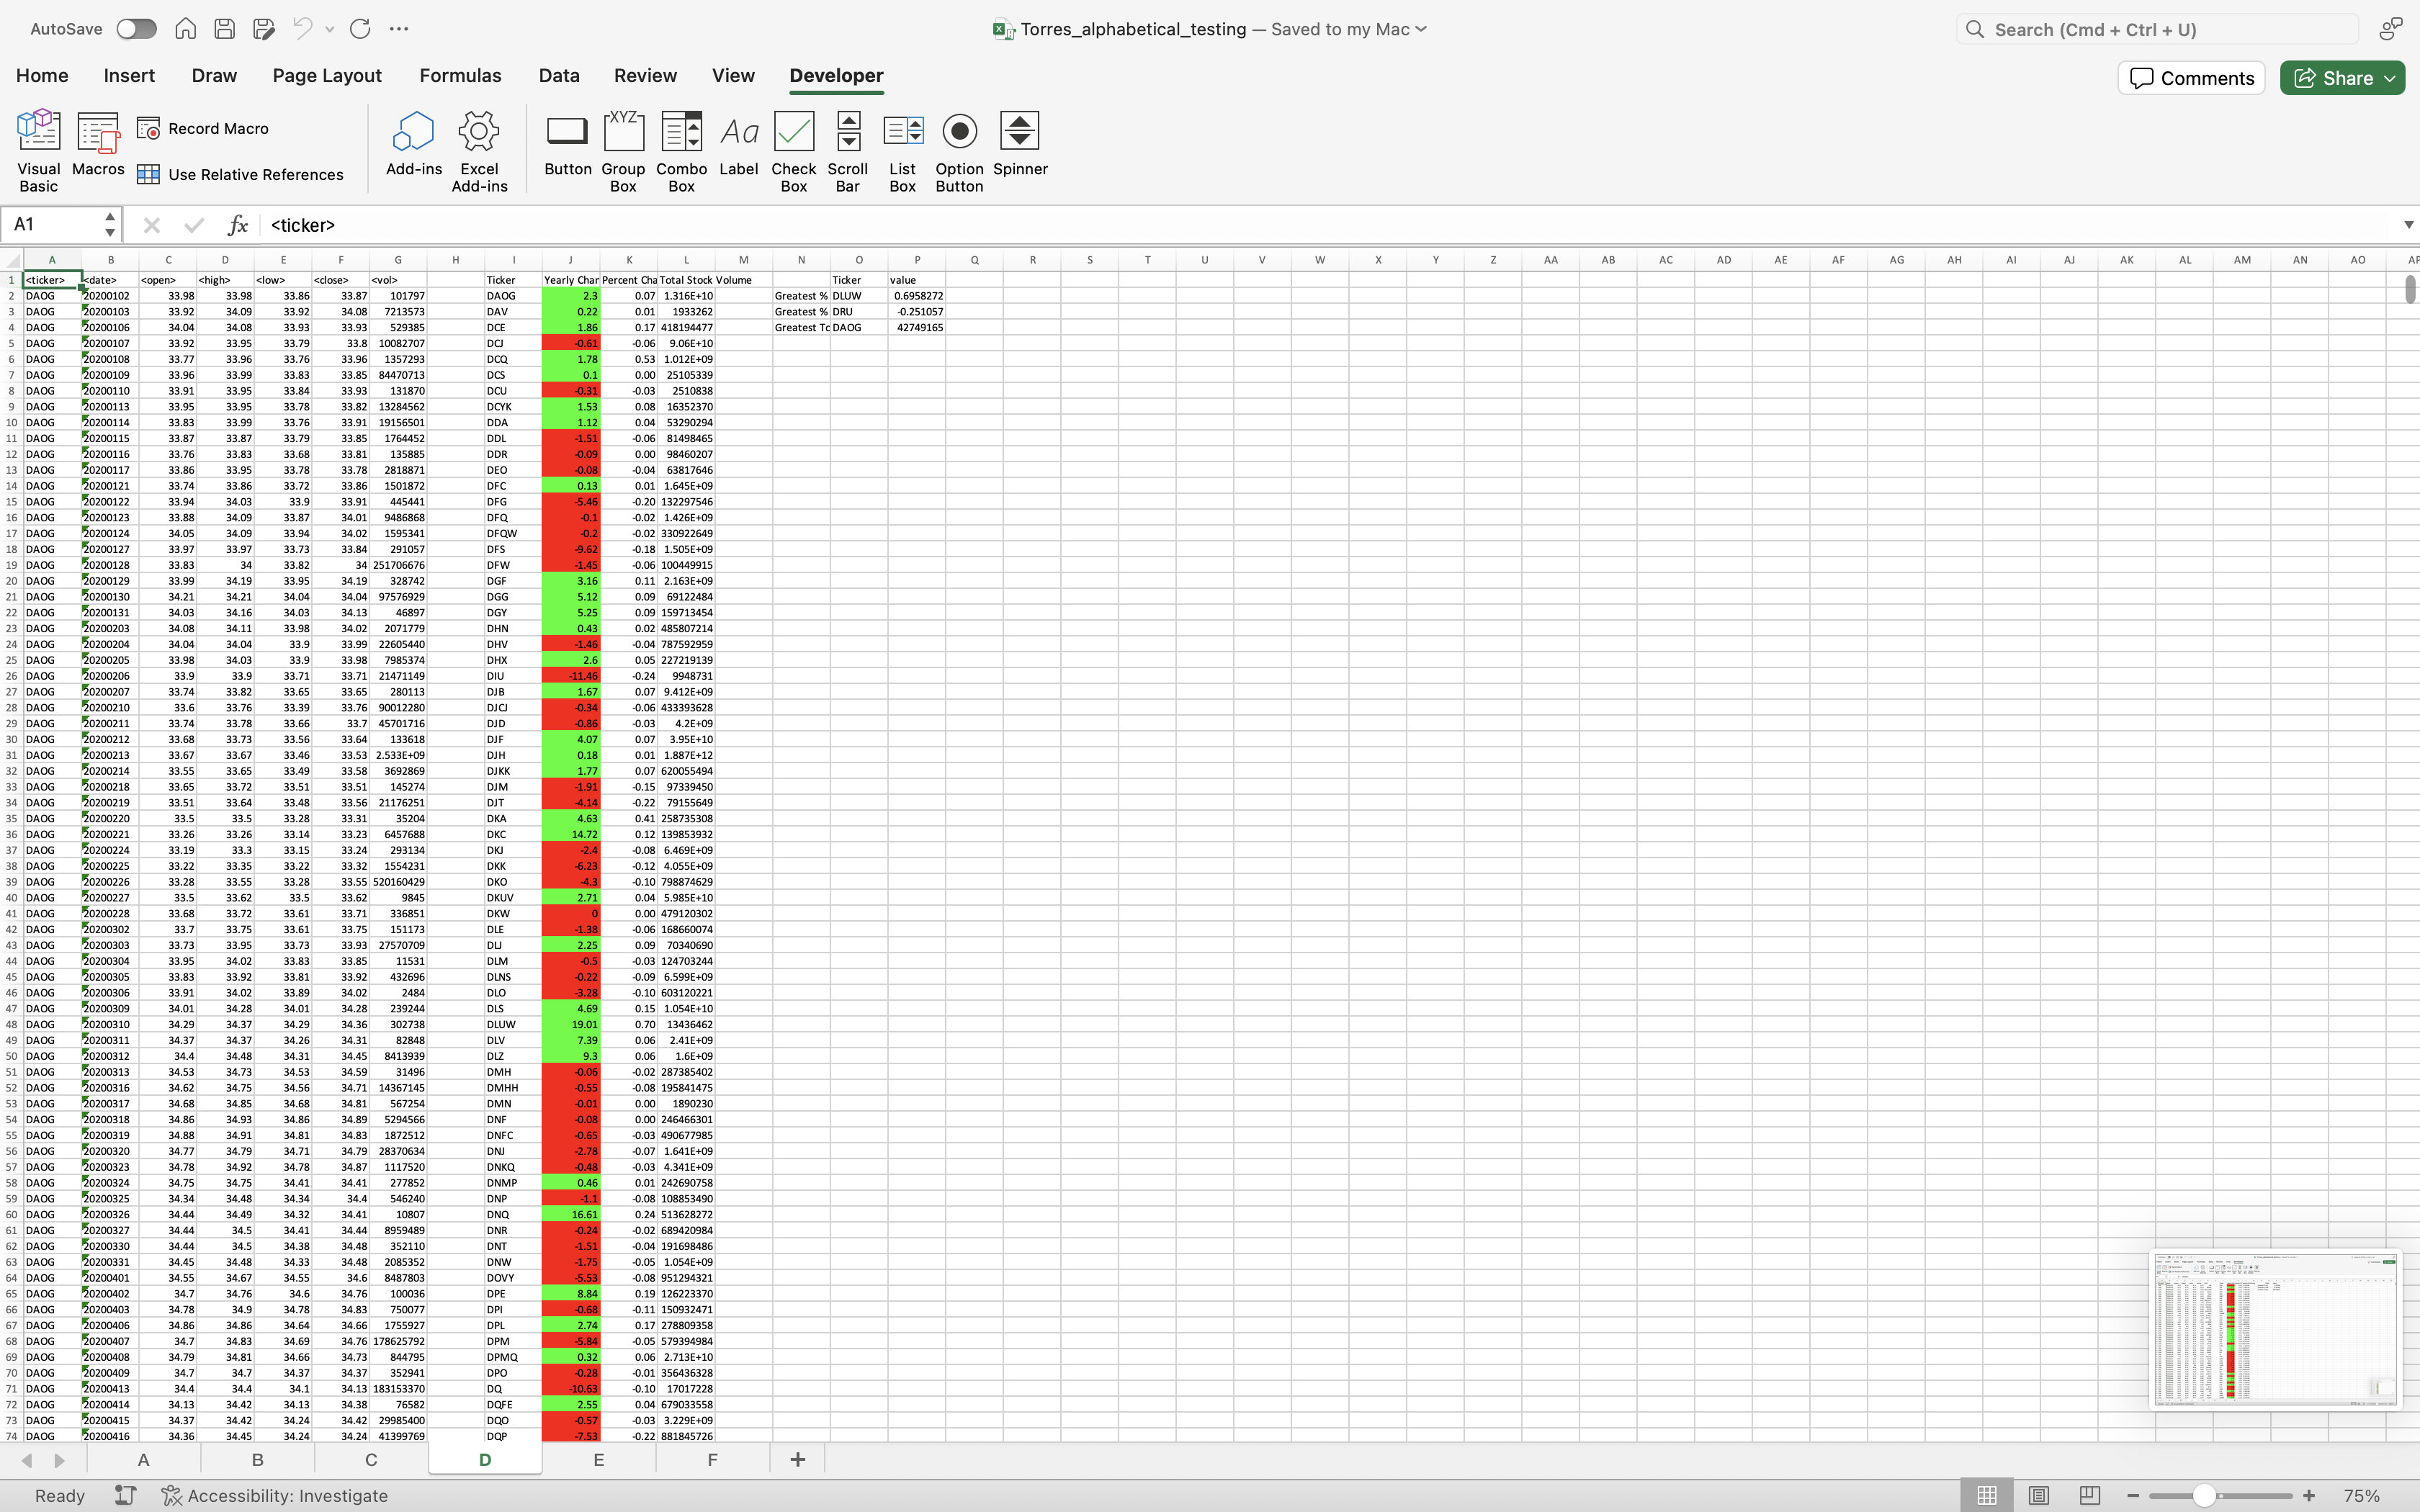 AutoSave
Torres_alphabetical_testing — Saved to my Mac
Search (Cmd + Ctrl + U)
Home Insert Draw Page Layout Formulas Data Review View Developer
Comments Share
Visual Basic
Macros
Record Macro
Use Relative References
Add-ins
Excel Add-ins
Button
Group Box
Combo Box
Label
Check Box
Scroll Bar
List Box
Option Button
Spinner
XYZ
Aa
A1 fx <ticker>
A B C D E F G H I J K L M N O P Q R S T U V W X Y Z AA AB AC AD AE AF AG AH AI AJ AK AL AM AN AO AP
1 <ticker> <date> <open> <high> <low> <close> <vol> Ticker Yearly Chan Percent Cha Total Stock Volume Ticker value
2 DAOG 20200102 33.98 33.98 33.86 33.87 101797 DAOG 2.3 0.07 1.316E+10 Greatest % DLUW 0.6958272
3 DAOG 20200103 33.92 34.09 33.92 34.08 7213573 DAV 0.22 0.01 1933262 Greatest % DRU -0.251057
4 DAOG 20200106 34.04 34.08 33.93 33.93 529385 DCE 1.86 0.17 418194477 Greatest Tc DAOG 42749165
5 DAOG 20200107 33.92 33.95 33.79 33.8 10082707 DCJ -0.61 -0.06 9.06E+10
6 DAOG 20200108 33.77 33.96 33.76 33.96 1357293 DCQ 1.78 0.53 1.012E+09
7 DAOG 20200109 33.96 33.99 33.83 33.85 84470713 DCS 0.1 0.00 25105339
8 DAOG 20200110 33.91 33.95 33.84 33.93 131870 DCU -0.31 -0.03 2510838
9 DAOG 20200113 33.95 33.95 33.78 33.82 13284562 DCYK 1.53 0.08 16352370
10 DAOG 20200114 33.83 33.99 33.76 33.91 19156501 DDA 1.12 0.04 53290294
11 DAOG 20200115 33.87 33.87 33.79 33.85 1764452 DDL -1.51 -0.06 81498465
12 DAOG 20200116 33.76 33.83 33.68 33.81 135885 DDR -0.09 0.00 98460207
13 DAOG 20200117 33.86 33.95 33.78 33.78 2818871 DEO -0.08 -0.04 63817646
14 DAOG 20200121 33.74 33.86 33.72 33.86 1501872 DFC 0.13 0.01 1.645E+09
15 DAOG 20200122 33.94 34.03 33.9 33.91 445441 DFG -5.46 -0.20 132297546
16 DAOG 20200123 33.88 34.09 33.87 34.01 9486868 DFQ -0.1 -0.02 1.426E+09
17 DAOG 20200124 34.05 34.09 33.94 34.02 1595341 DFQW -0.2 -0.02 330922649
18 DAOG 20200127 33.97 33.97 33.73 33.84 291057 DFS -9.62 -0.18 1.505E+09
19 DAOG 20200128 33.83 34 33.82 34 251706676 DFW -1.45 -0.06 100449915
20 DAOG 20200129 33.99 34.19 33.95 34.19 328742 DGF 3.16 0.11 2.163E+09
21 DAOG 20200130 34.21 34.21 34.04 34.04 97576929 DGG 5.12 0.09 69122484
22 DAOG 20200131 34.03 34.16 34.03 34.13 46897 DGY 5.25 0.09 159713454
23 DAOG 20200203 34.08 34.11 33.98 34.02 2071779 DHN 0.43 0.02 485807214
24 DAOG 20200204 34.04 34.04 33.9 33.99 22605440 DHV -1.46 -0.04 787592959
25 DAOG 20200205 33.98 34.03 33.9 33.98 7985374 DHX 2.6 0.05 227219139
26 DAOG 20200206 33.9 33.9 33.71 33.71 21471149 DIU -11.46 -0.24 9948731
27 DAOG 20200207 33.74 33.82 33.65 33.65 280113 DJB 1.67 0.07 9.412E+09
28 DAOG 20200210 33.6 33.76 33.39 33.76 90012280 DJCJ -0.34 -0.06 433393628
29 DAOG 20200211 33.74 33.78 33.66 33.7 45701716 DJD -0.86 -0.03 4.2E+09
30 DAOG 20200212 33.68 33.73 33.56 33.64 133618 DJF 4.07 0.07 3.95E+10
31 DAOG 20200213 33.67 33.67 33.46 33.53 2.533E+09 DJH 0.18 0.01 1.887E+12
32 DAOG 20200214 33.55 33.65 33.49 33.58 3692869 DJKK 1.77 0.07 620055494
33 DAOG 20200218 33.65 33.72 33.51 33.51 145274 DJM -1.91 -0.15 97339450
34 DAOG 20200219 33.51 33.64 33.48 33.56 21176251 DJT -4.14 -0.22 79155649
35 DAOG 20200220 33.5 33.5 33.28 33.31 35204 DKA 4.63 0.41 258735308
36 DAOG 20200221 33.26 33.26 33.14 33.23 6457688 DKC 14.72 0.12 139853932
37 DAOG 20200224 33.19 33.3 33.15 33.24 293134 DKJ -2.4 -0.08 6.469E+09
38 DAOG 20200225 33.22 33.35 33.22 33.32 1554231 DKK -6.23 -0.12 4.055E+09
39 DAOG 20200226 33.28 33.55 33.28 33.55 520160429 DKO -4.3 -0.10 798874629
40 DAOG 20200227 33.5 33.62 33.5 33.62 9845 DKUV 2.71 0.04 5.985E+10
41 DAOG 20200228 33.68 33.72 33.61 33.71 336851 DKW 0 0.00 479120302
42 DAOG 20200302 33.7 33.75 33.61 33.75 151173 DLE -1.38 -0.06 168660074
43 DAOG 20200303 33.73 33.95 33.73 33.93 27570709 DLJ 2.25 0.09 70340690
44 DAOG 20200304 33.95 34.02 33.83 33.85 11531 DLM -0.5 -0.03 124703244
45 DAOG 20200305 33.83 33.92 33.81 33.92 432696 DLNS -0.22 -0.09 6.599E+09
46 DAOG 20200306 33.91 34.02 33.89 34.02 2484 DLO -3.28 -0.10 603120221
47 DAOG 20200309 34.01 34.28 34.01 34.28 239244 DLS 4.69 0.15 1.054E+10
48 DAOG 20200310 34.29 34.37 34.29 34.36 302738 DLUW 19.01 0.70 13436462
49 DAOG 20200311 34.37 34.37 34.26 34.31 82848 DLV 7.39 0.06 2.41E+09
50 DAOG 20200312 34.4 34.48 34.31 34.45 8413939 DLZ 9.3 0.06 1.6E+09
51 DAOG 20200313 34.53 34.73 34.53 34.59 31496 DMH -0.06 -0.02 287385402
52 DAOG 20200316 34.62 34.75 34.56 34.71 14367145 DMHH -0.55 -0.08 195841475
53 DAOG 20200317 34.68 34.85 34.68 34.81 567254 DMN -0.01 0.00 1890230
54 DAOG 20200318 34.86 34.93 34.86 34.89 5294566 DNF -0.08 0.00 246466301
55 DAOG 20200319 34.88 34.91 34.81 34.83 1872512 DNFC -0.65 -0.03 490677985
56 DAOG 20200320 34.77 34.79 34.71 34.79 28370634 DNJ -2.78 -0.07 1.641E+09
57 DAOG 20200323 34.78 34.92 34.78 34.87 1117520 DNKQ -0.48 -0.03 4.341E+09
58 DAOG 20200324 34.75 34.75 34.41 34.41 277852 DNMP 0.46 0.01 242690758
59 DAOG 20200325 34.34 34.48 34.34 34.4 546240 DNP -1.1 -0.08 108853490
60 DAOG 20200326 34.44 34.49 34.32 34.41 10807 DNQ 16.61 0.24 513628272
61 DAOG 20200327 34.44 34.5 34.41 34.44 8959489 DNR -0.24 -0.02 689420984
62 DAOG 20200330 34.44 34.5 34.38 34.48 352110 DNT -1.51 -0.04 191698486
63 DAOG 20200331 34.45 34.48 34.33 34.48 2085352 DNW -1.75 -0.05 1.054E+09
64 DAOG 20200401 34.55 34.67 34.55 34.6 8487803 DOVY -5.53 -0.08 951294321
65 DAOG 20200402 34.7 34.76 34.6 34.76 100036 DPE 8.84 0.19 126223370
66 DAOG 20200403 34.78 34.9 34.78 34.83 750077 DPI -0.68 -0.11 150932471
67 DAOG 20200406 34.86 34.86 34.64 34.66 1755927 DPL 2.74 0.17 278809358
68 DAOG 20200407 34.7 34.83 34.69 34.76 178625792 DPM -5.84 -0.05 579394984
69 DAOG 20200408 34.79 34.81 34.66 34.73 844795 DPMQ 0.32 0.06 2.713E+10
70 DAOG 20200409 34.7 34.7 34.37 34.37 352941 DPO -0.28 -0.01 356436328
71 DAOG 20200413 34.4 34.4 34.1 34.13 183153370 DQ -10.63 -0.10 17017228
72 DAOG 20200414 34.13 34.42 34.13 34.38 76582 DQFE 2.55 0.04 679033558
73 DAOG 20200415 34.37 34.42 34.24 34.42 29985400 DQO -0.57 -0.03 3.229E+09
74 DAOG 20200416 34.36 34.45 34.24 34.24 41399769 DQP -7.53 -0.22 881845726
A B C D E F +
Ready Accessibility: Investigate 75%